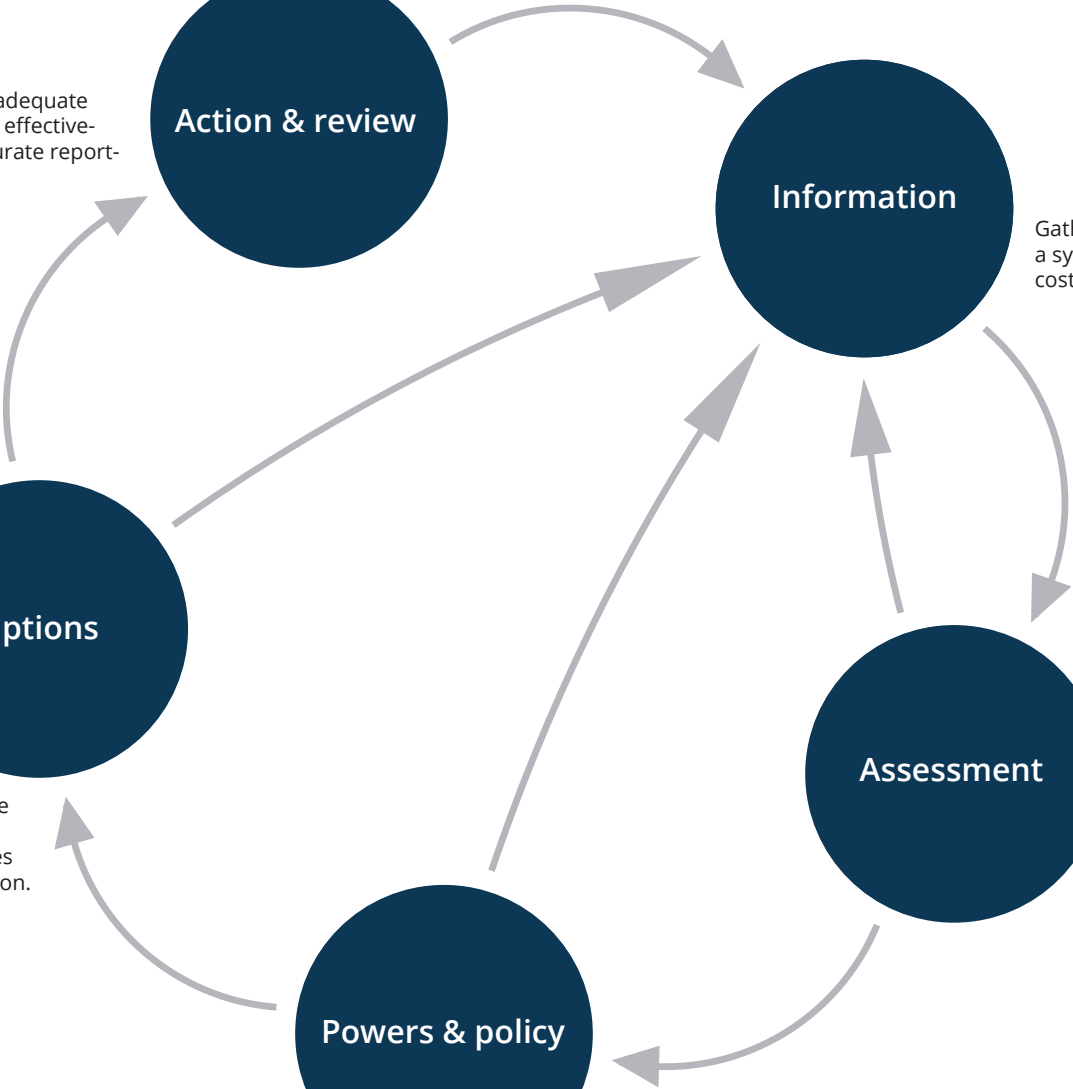 adequate
effective-
urate report-
Action & review
Information
Gatl
a sy
cost
ptions
Assessment
e
es
on.
Powers & policy